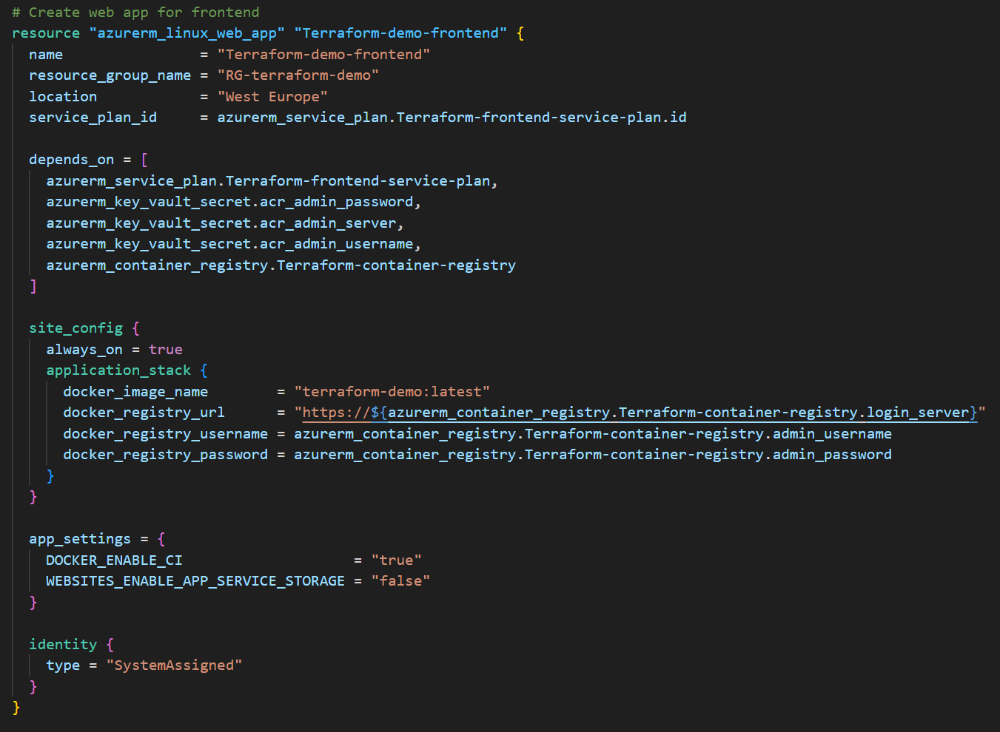 # Create web app for frontend
resource "azurerm_linux_web_app" "Terraform-demo-frontend" {
  name                = "Terraform-demo-frontend"
  resource_group_name = "RG-terraform-demo"
  location            = "West Europe"
  service_plan_id     = azurerm_service_plan.Terraform-frontend-service-plan.id

  depends_on = [
    azurerm_service_plan.Terraform-frontend-service-plan,
    azurerm_key_vault_secret.acr_admin_password,
    azurerm_key_vault_secret.acr_admin_server,
    azurerm_key_vault_secret.acr_admin_username,
    azurerm_container_registry.Terraform-container-registry
  ]

  site_config {
    always_on = true
    application_stack {
      docker_image_name        = "terraform-demo:latest"
      docker_registry_url      = "https://${azurerm_container_registry.Terraform-container-registry.login_server}"
      docker_registry_username = azurerm_container_registry.Terraform-container-registry.admin_username
      docker_registry_password = azurerm_container_registry.Terraform-container-registry.admin_password
    }
  }

  app_settings = {
    DOCKER_ENABLE_CI                    = "true"
    WEBSITES_ENABLE_APP_SERVICE_STORAGE = "false"
  }

  identity {
    type = "SystemAssigned"
  }
}